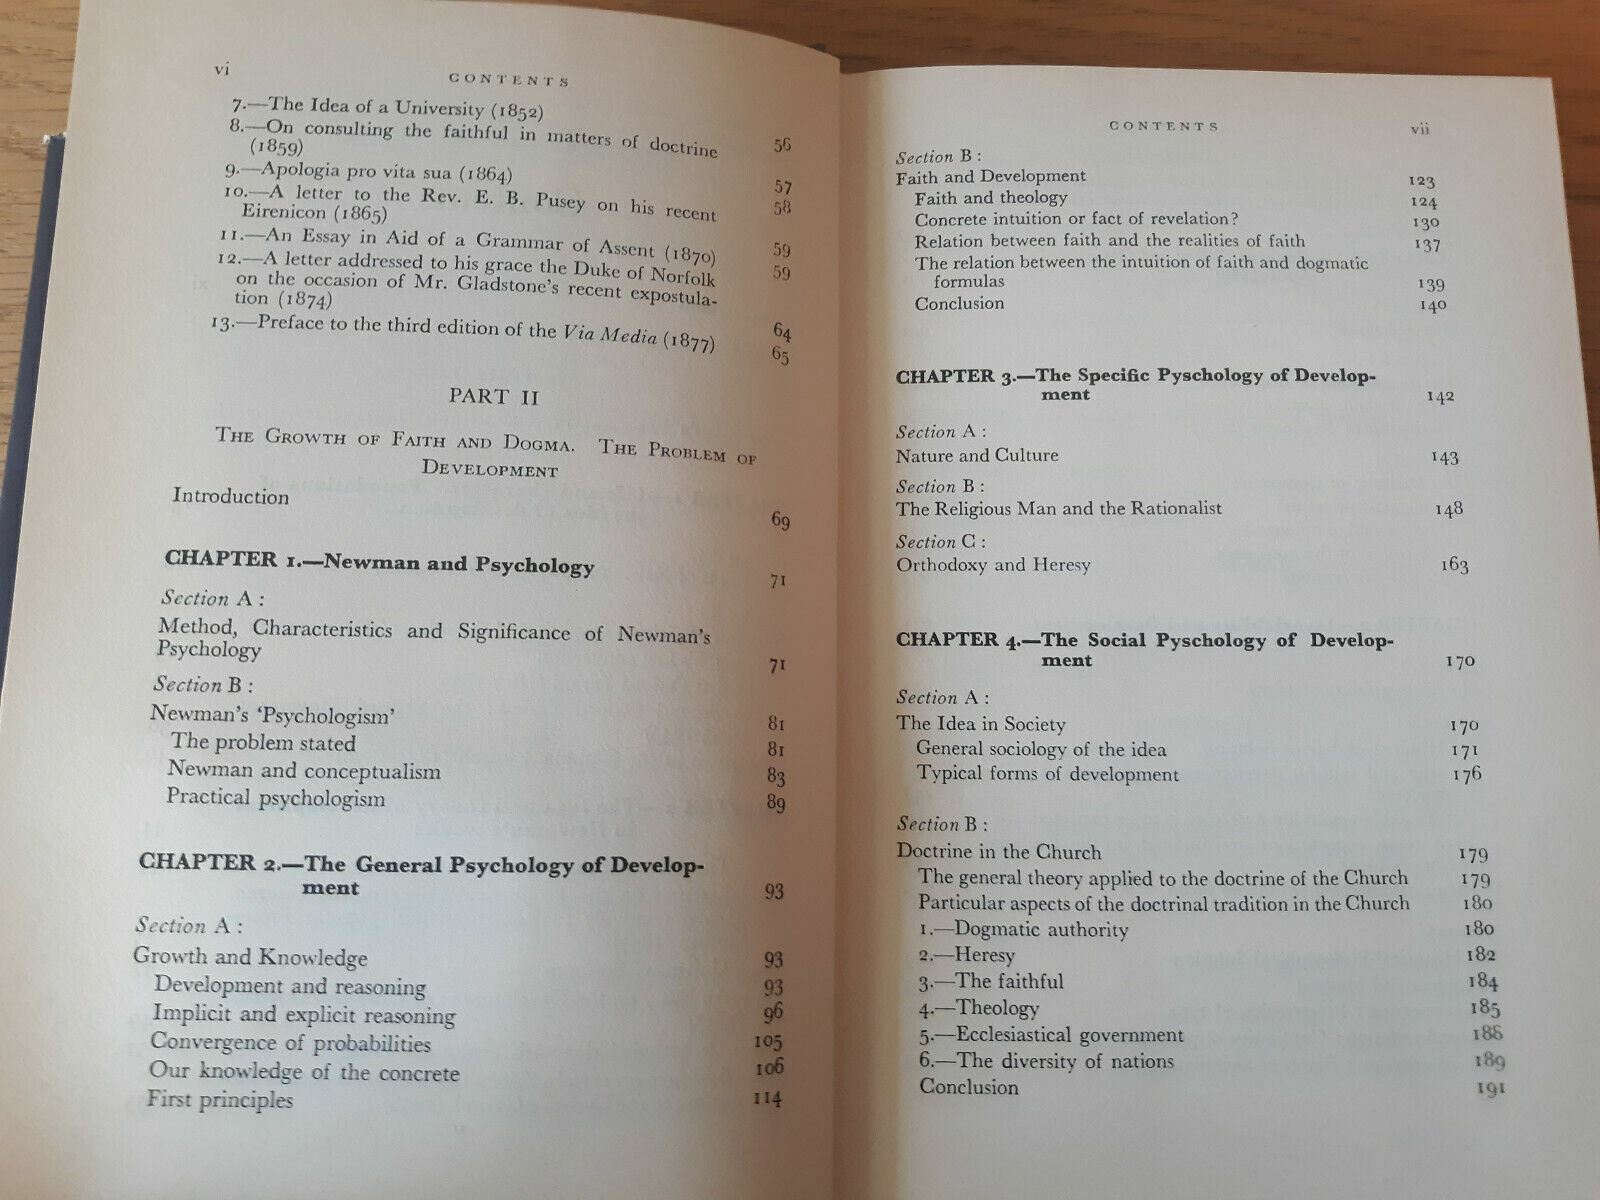 vi
CONTENTS
7.—The Idea of a University (1852) 56
8.—On consulting the faithful in matters of doctrine
(1859) 57
9.—Apologia pro vita sua (1864) 58
10.—A letter to the Rev. E. B. Pusey on his recent
Eirenicon (1865) 59
11.—An Essay in Aid of a Grammar of Assent (1870) 59
12.—A letter addressed to his grace the Duke of Norfolk
on the occasion of Mr. Gladstone's recent expostula-
tion (1874) 64
13.—Preface to the third edition of the Via Media (1877) 65
PART II
The Growth of Faith and Dogma. The Problem of
Development
Introduction 69
CHAPTER 1.—Newman and Psychology 71
Section A :
Method, Characteristics and Significance of Newman's
Psychology 71
Section B :
Newman's 'Psychologism' 81
The problem stated 81
Newman and conceptualism 83
Practical psychologism 89
CHAPTER 2.—The General Psychology of Develop-
ment 93
Section A :
Growth and Knowledge 93
Development and reasoning 93
Implicit and explicit reasoning 96
Convergence of probabilities 105
Our knowledge of the concrete 106
First principles 114
CONTENTS vii
Section B :
Faith and Development 123
Faith and theology 124
Concrete intuition or fact of revelation? 130
Relation between faith and the realities of faith 137
The relation between the intuition of faith and dogmatic
formulas 139
Conclusion 140
CHAPTER 3.—The Specific Pyschology of Develop-
ment 142
Section A :
Nature and Culture 143
Section B :
The Religious Man and the Rationalist 148
Section C :
Orthodoxy and Heresy 163
CHAPTER 4.—The Social Pyschology of Develop-
ment 170
Section A :
The Idea in Society 170
General sociology of the idea 171
Typical forms of development 176
Section B :
Doctrine in the Church 179
The general theory applied to the doctrine of the Church 179
Particular aspects of the doctrinal tradition in the Church 180
1.—Dogmatic authority 180
2.—Heresy 182
3.—The faithful 184
4.—Theology 185
5.—Ecclesiastical government 188
6.—The diversity of nations 189
Conclusion 191